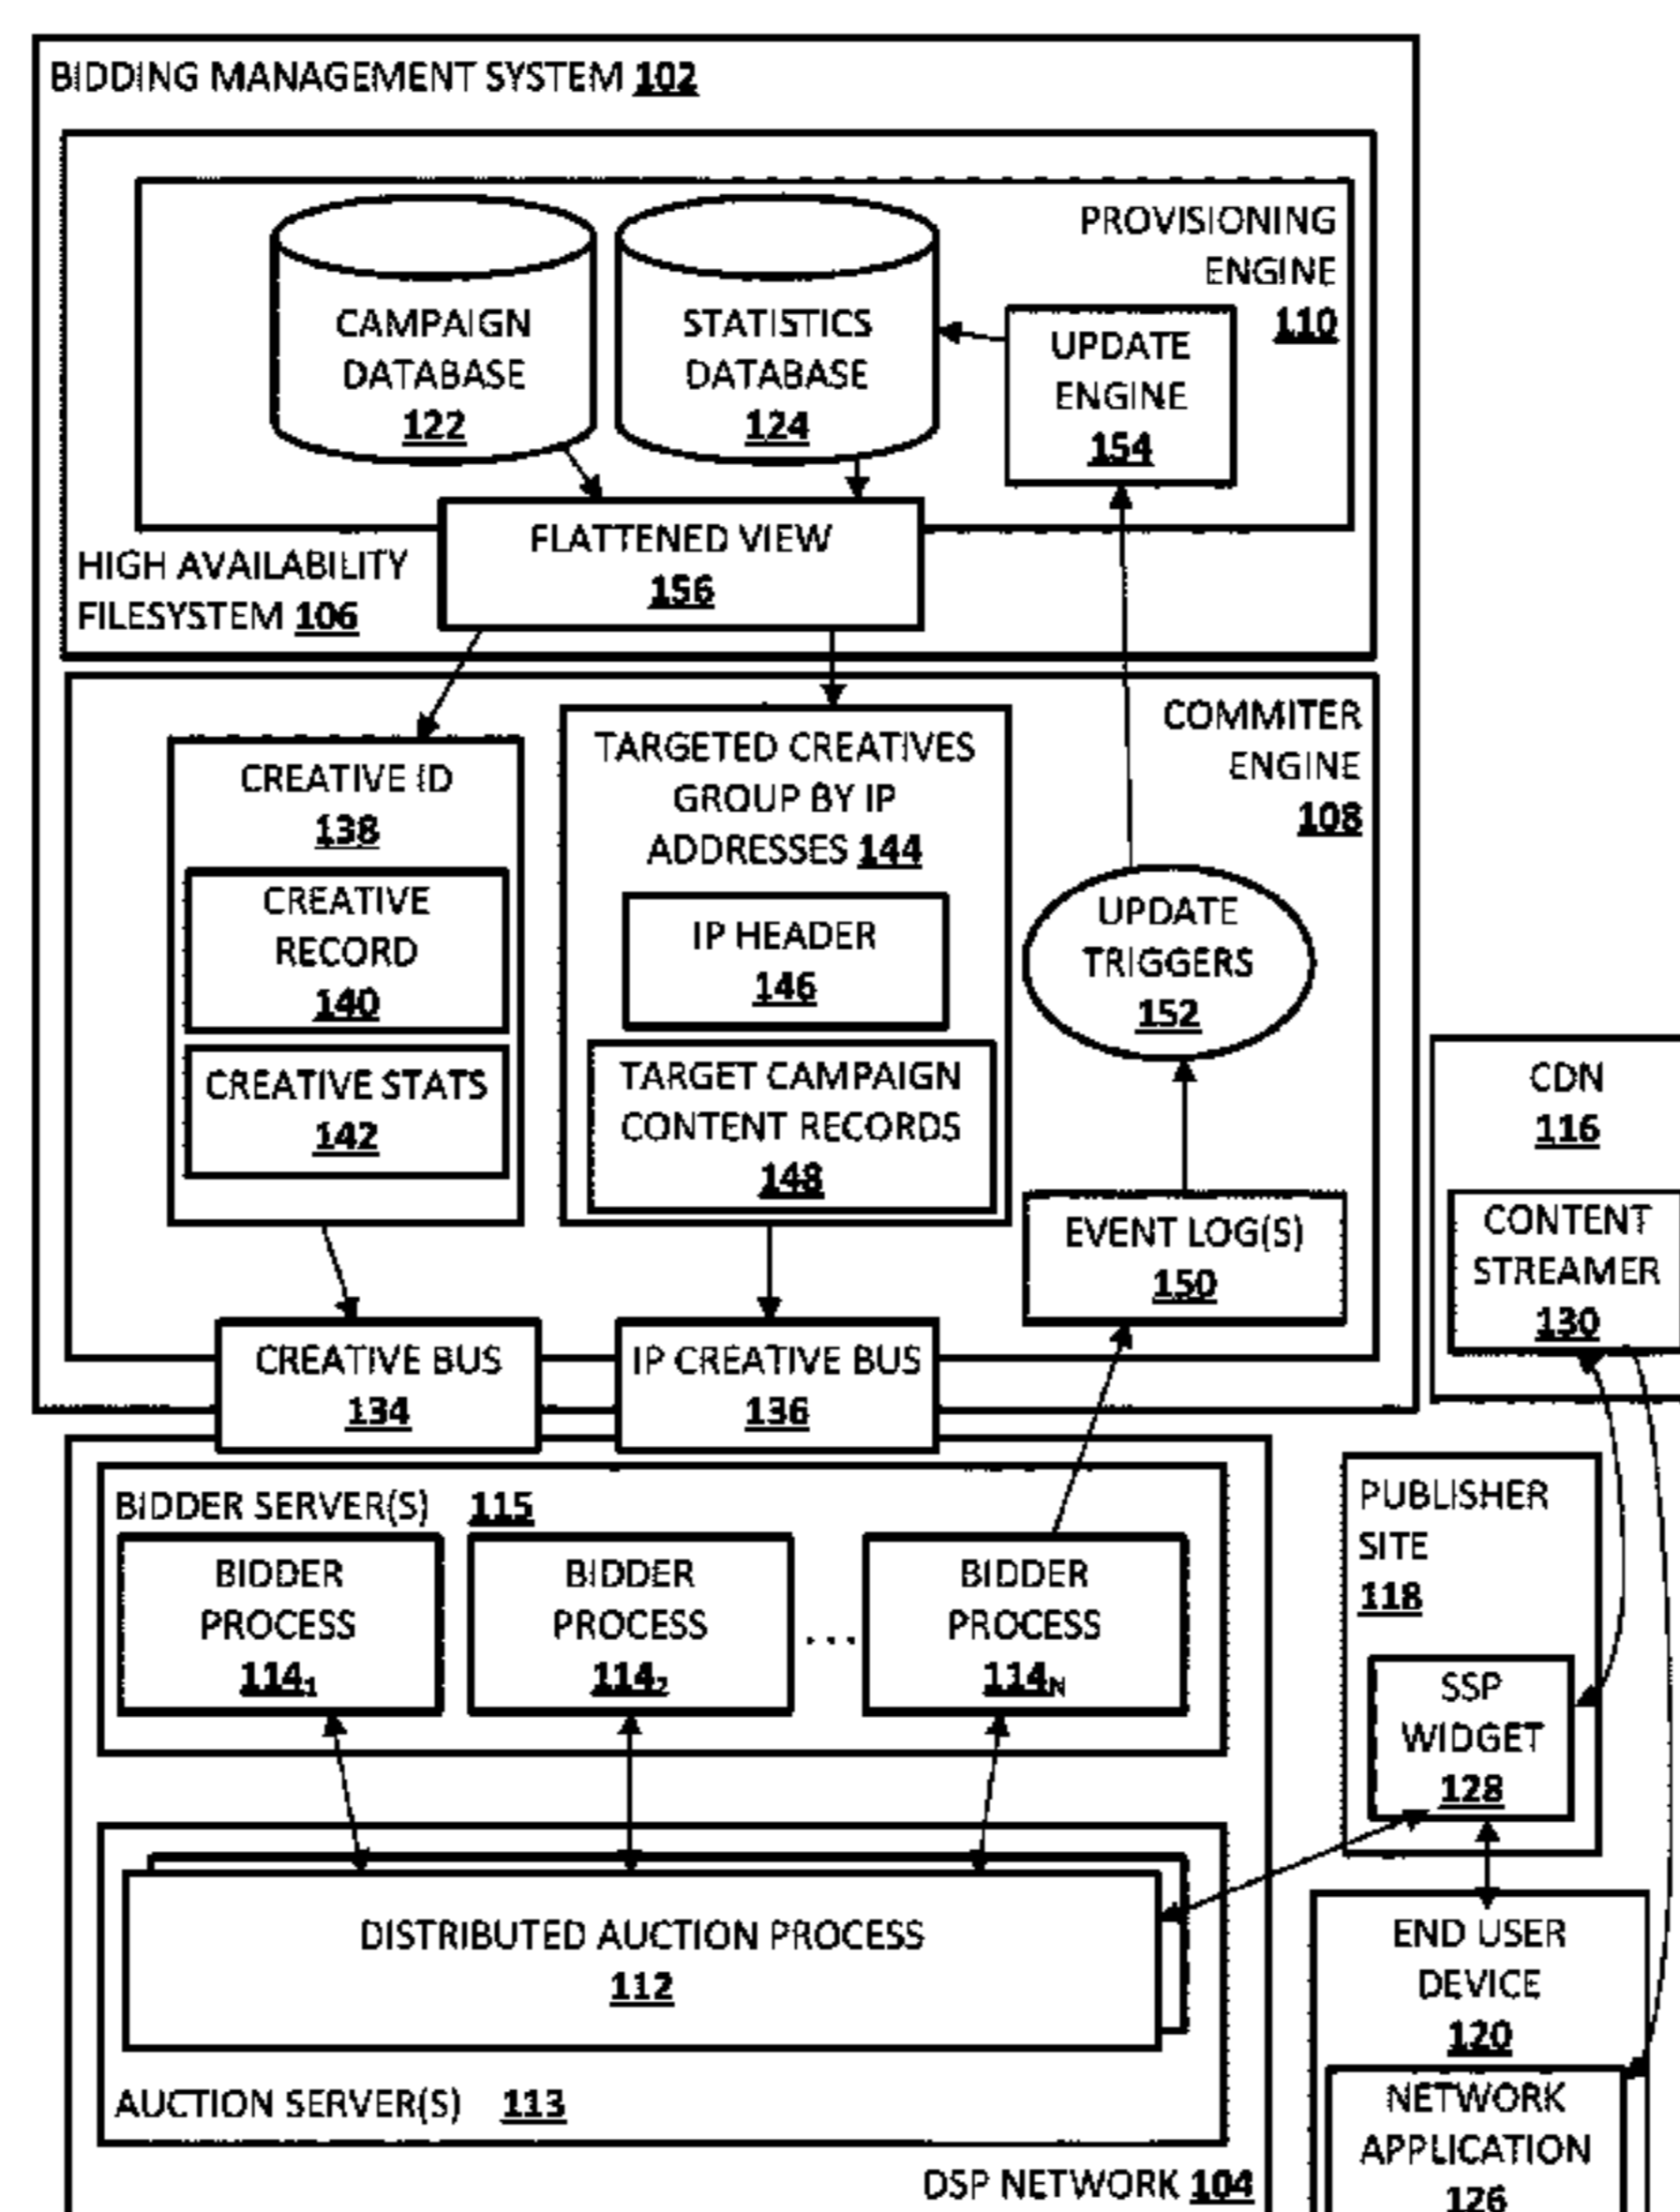 BIDDING MANAGEMENT SYSTEM 102
PROVISIONING
ENGINE
110
CAMPAIGN
DATABASE
122
STATISTICS
DATABASE
124
UPDATE
ENGINE
154
FLATTENED VIEW
156
HIGH AVAILABILITY
FILESYSTEM 106
COMMITER
ENGINE
108
CREATIVE ID
138
CREATIVE
RECORD
140
CREATIVE STATS
142
TARGETED CREATIVES
GROUP BY IP
ADDRESSES 144
IP HEADER
146
TARGET CAMPAIGN
CONTENT RECORDS
148
UPDATE
TRIGGERS
152
EVENT LOG(S)
150
CREATIVE BUS
134
IP CREATIVE BUS
136
CDN
116
CONTENT
STREAMER
130
BIDDER SERVER(S) 115
BIDDER
PROCESS
114₁
BIDDER
PROCESS
114₂
...
BIDDER
PROCESS
114N
PUBLISHER
SITE
118
SSP
WIDGET
128
DISTRIBUTED AUCTION PROCESS
112
AUCTION SERVER(S) 113
DSP NETWORK 104
END USER
DEVICE
120
NETWORK
APPLICATION
126